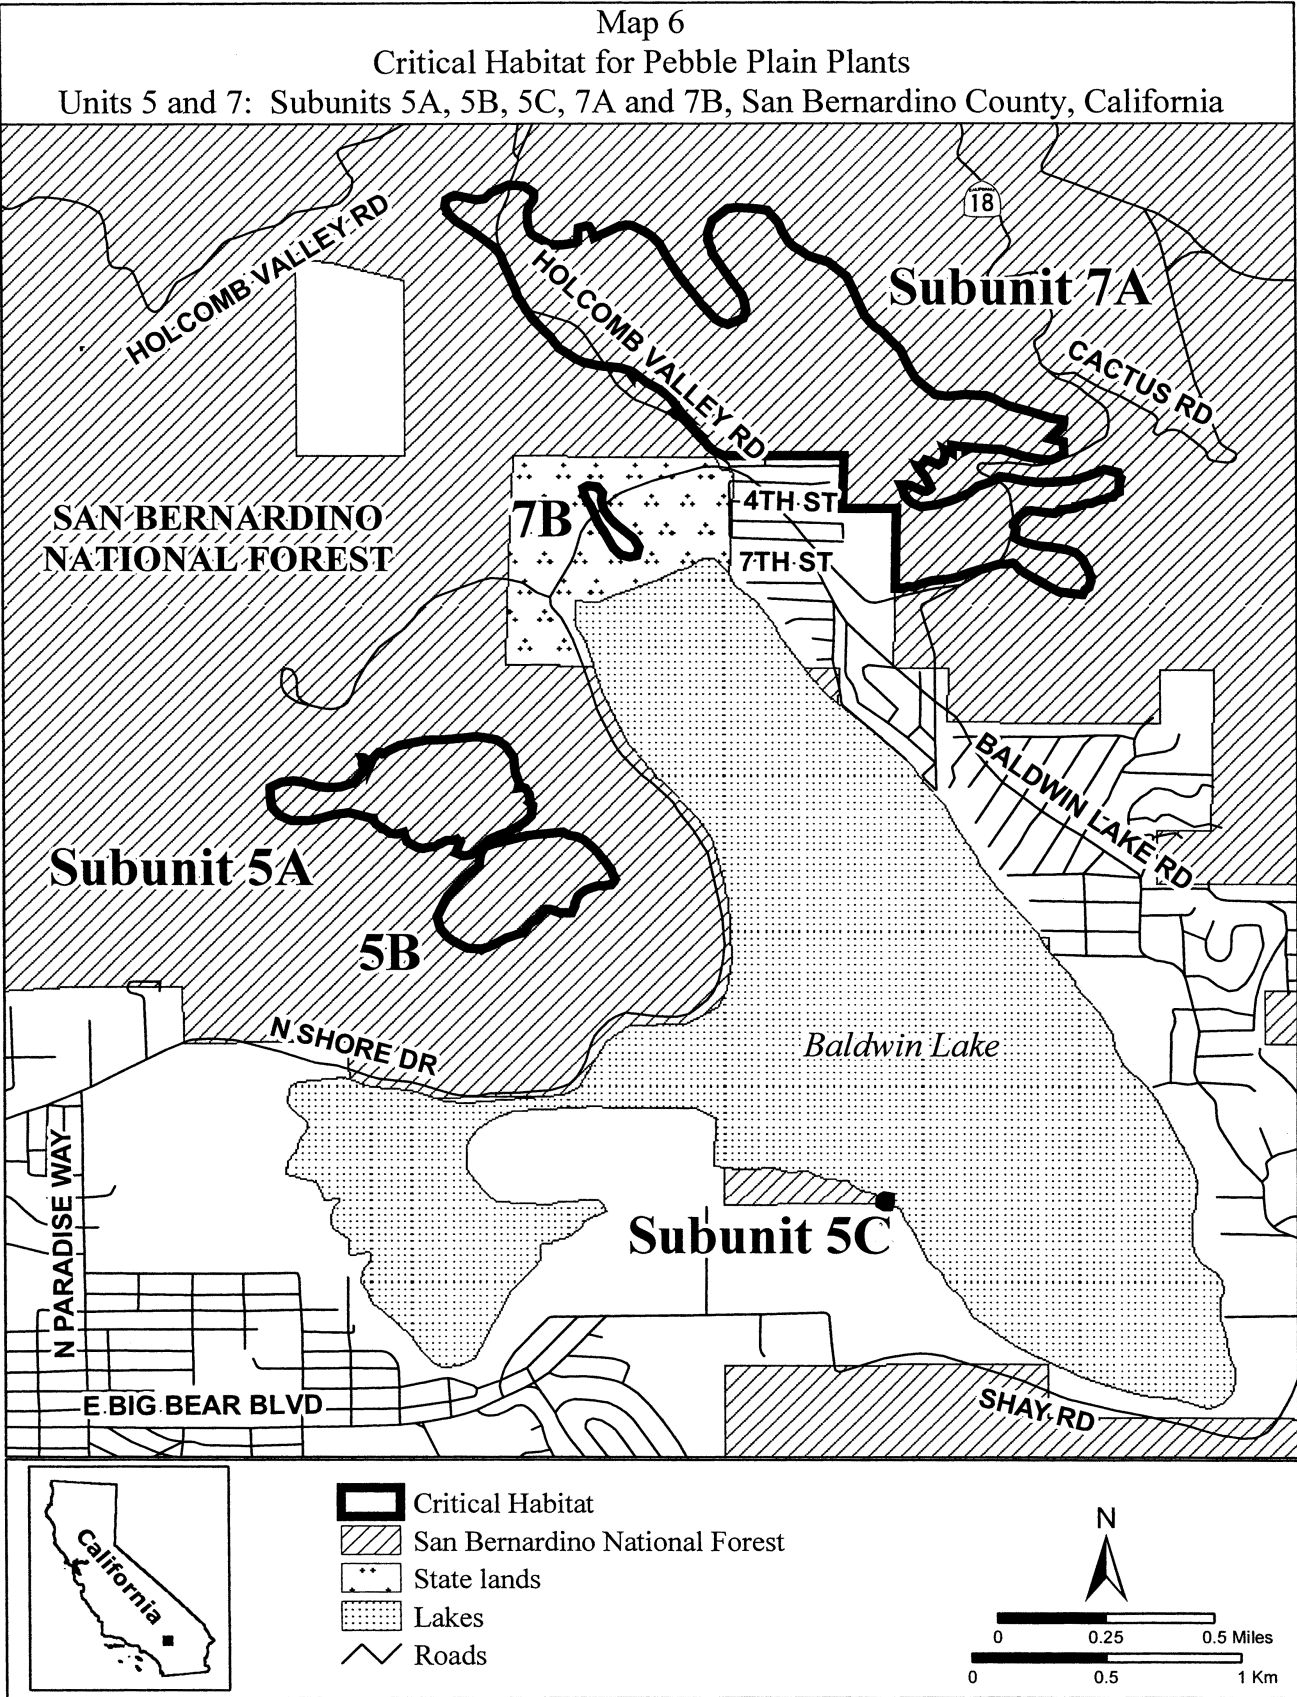 Map 6
Critical Habitat for Pebble Plain Plants
Units 5 and 7: Subunits 5A, 5B, 5C, 7A and 7B, San Bernardino County, California
HOLCOMB VALLEY RD
CALIFORNIA
18
Subunit 7A
HOLCOMB VALLEY RD
CACTUS RD
SAN BERNARDINO
NATIONAL FOREST
7B
4TH ST
7TH ST
BALDWIN LAKE RD
Subunit 5A
5B
N SHORE DR
Baldwin Lake
N PARADISE WAY
Subunit 5C
E BIG BEAR BLVD
SHAY RD
California
Critical Habitat
San Bernardino National Forest
State lands
Lakes
Roads
N
0 0.25 0.5 Miles
0 0.5 1 Km